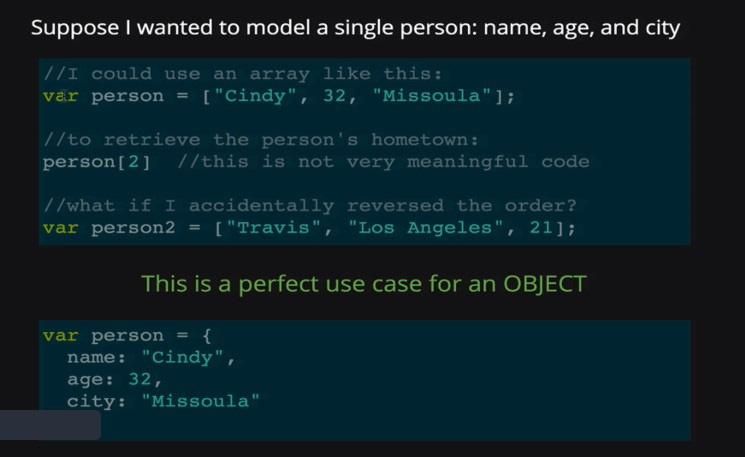 Suppose I wanted to model a single person: name, age, and city
//I could use an array like this:
var person = ["Cindy", 32, "Missoula"];
//to retrieve the person's hometown:
person[2]  //this is not very meaningful code
//what if I accidentally reversed the order?
var person2 = ["Travis", "Los Angeles", 21];
This is a perfect use case for an OBJECT
var person = {
  name: "Cindy",
  age: 32,
  city: "Missoula"